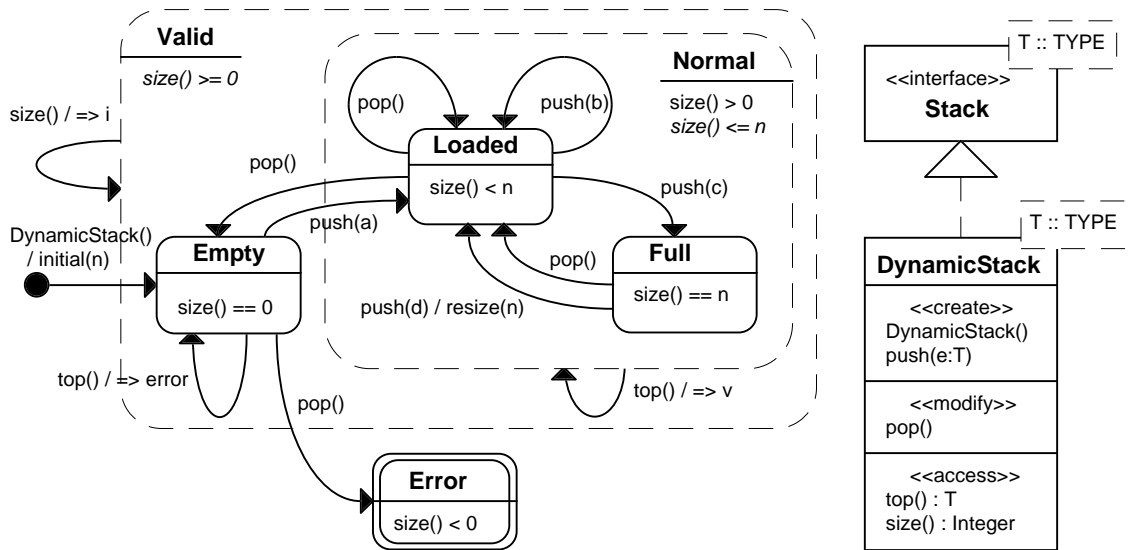 Valid
size() >= 0
Normal
size() > 0
size() <= n
size() / => i
pop()
push(b)
Loaded
size() < n
pop()
push(c)
push(a)
DynamicStack()
/ initial(n)
Empty
size() == 0
pop()
Full
size() == n
push(d) / resize(n)
top() / => error
pop()
top() / => v
Error
size() < 0
T :: TYPE
<<interface>>
Stack
T :: TYPE
DynamicStack
<<create>>
DynamicStack()
push(e:T)
<<modify>>
pop()
<<access>>
top() : T
size() : Integer